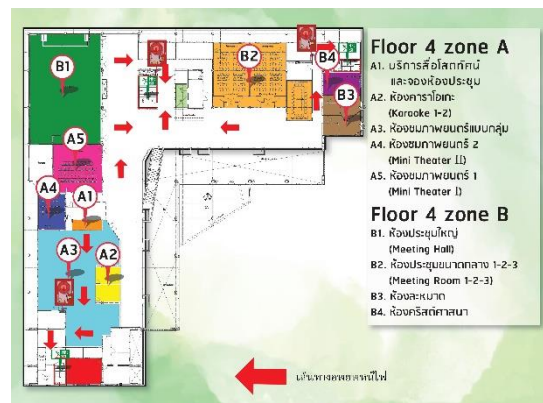 B1
B2
B4
B3
A5
A4
A1
A3
A2
Floor 4 zone A
A1. บริการสื่อโสตทัศน์
และจองห้องประชุม
A2. ห้องคาราโอเกะ
(Karaoke 1-2)
A3. ห้องชมภาพยนตร์แบบกลุ่ม
A4. ห้องชมภาพยนตร์ 2
(Mini Theater II)
A5. ห้องชมภาพยนตร์ 1
(Mini Theater I)
Floor 4 zone B
B1. ห้องประชุมใหญ่
(Meeting Hall)
B2. ห้องประชุมขนาดกลาง 1-2-3
(Meeting Room 1-2-3)
B3. ห้องละหมาด
B4. ห้องคริสต์ศาสนา
เส้นทางอพยพหนีไฟ